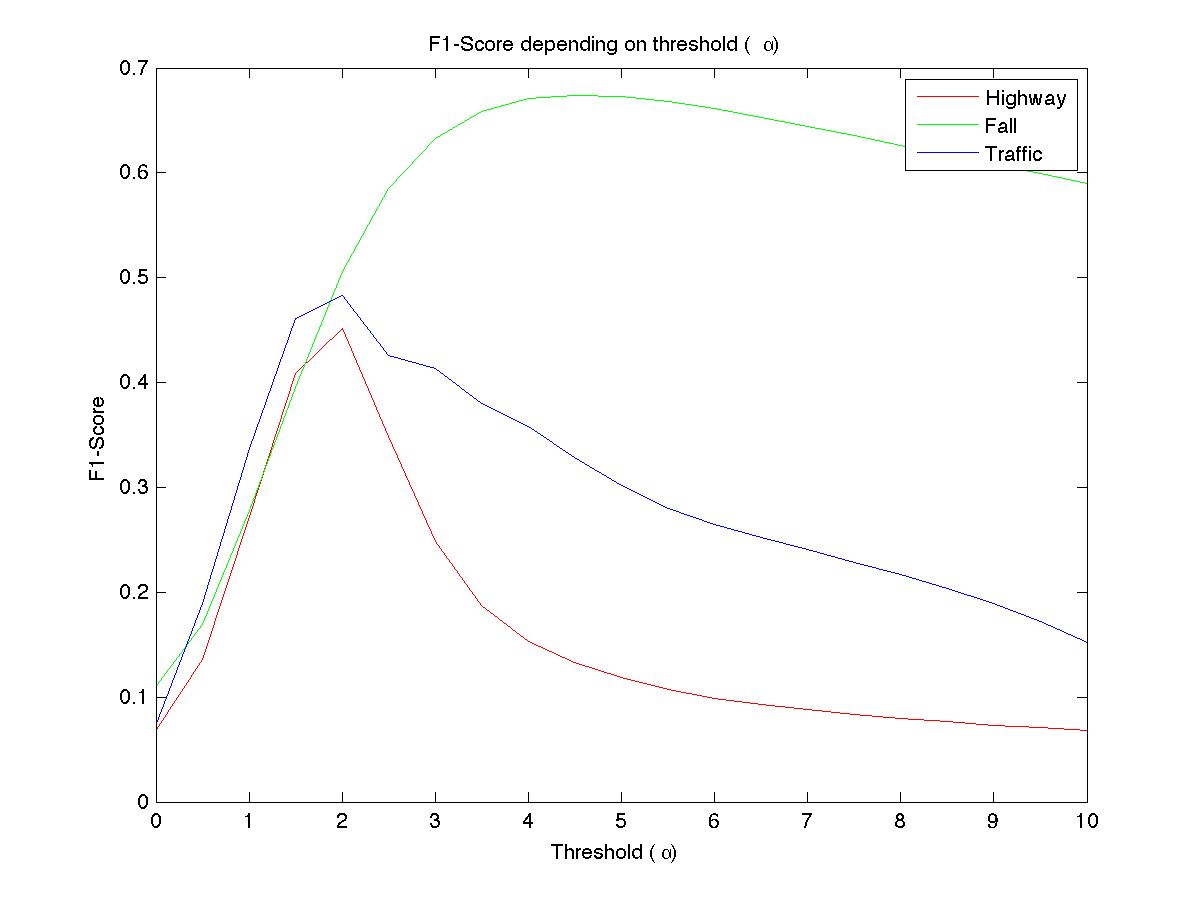 F1-Score depending on threshold ( α)
0.7
0.6
0.5
0.4
0.3
0.2
0.1
0
F1-Score
Highway
Fall
Traffic
0 1 2 3 4 5 6 7 8 9 10
Threshold ( α)